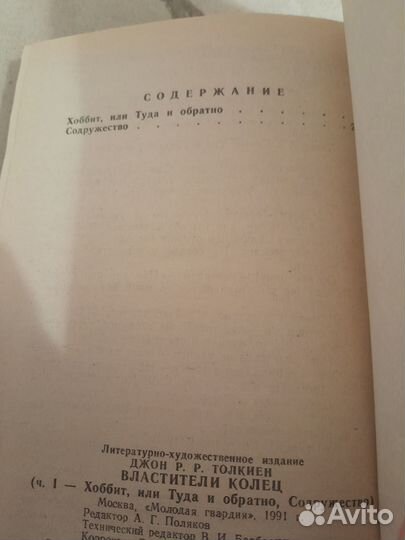 СОДЕРЖАНИЕ
Хоббит, или Туда и обратно . . . . . .
Содружество . . . . . . . . . . .
Литературно-художественное издание
ДЖОН Р. Р. ТОЛКИЕН
ВЛАСТИТЕЛИ КОЛЕЦ
(ч. I — Хоббит, или Туда и обратно, Содружество)
Москва, «Молодая гвардия». 1991
Редактор А. Г. Поляков
Технический редактор В. И.
Avito